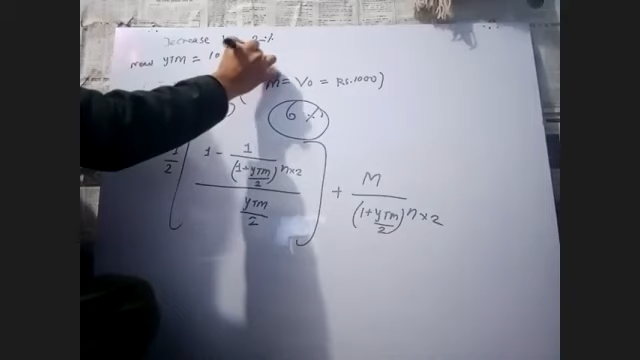 Decrease 2%
new YTM = 10
M = V0 = Rs.1000)
6%
1/2 [ (1 - 1/(1+YTM/2)^n×2) / (YTM/2) ] + M/(1+YTM/2)^n×2